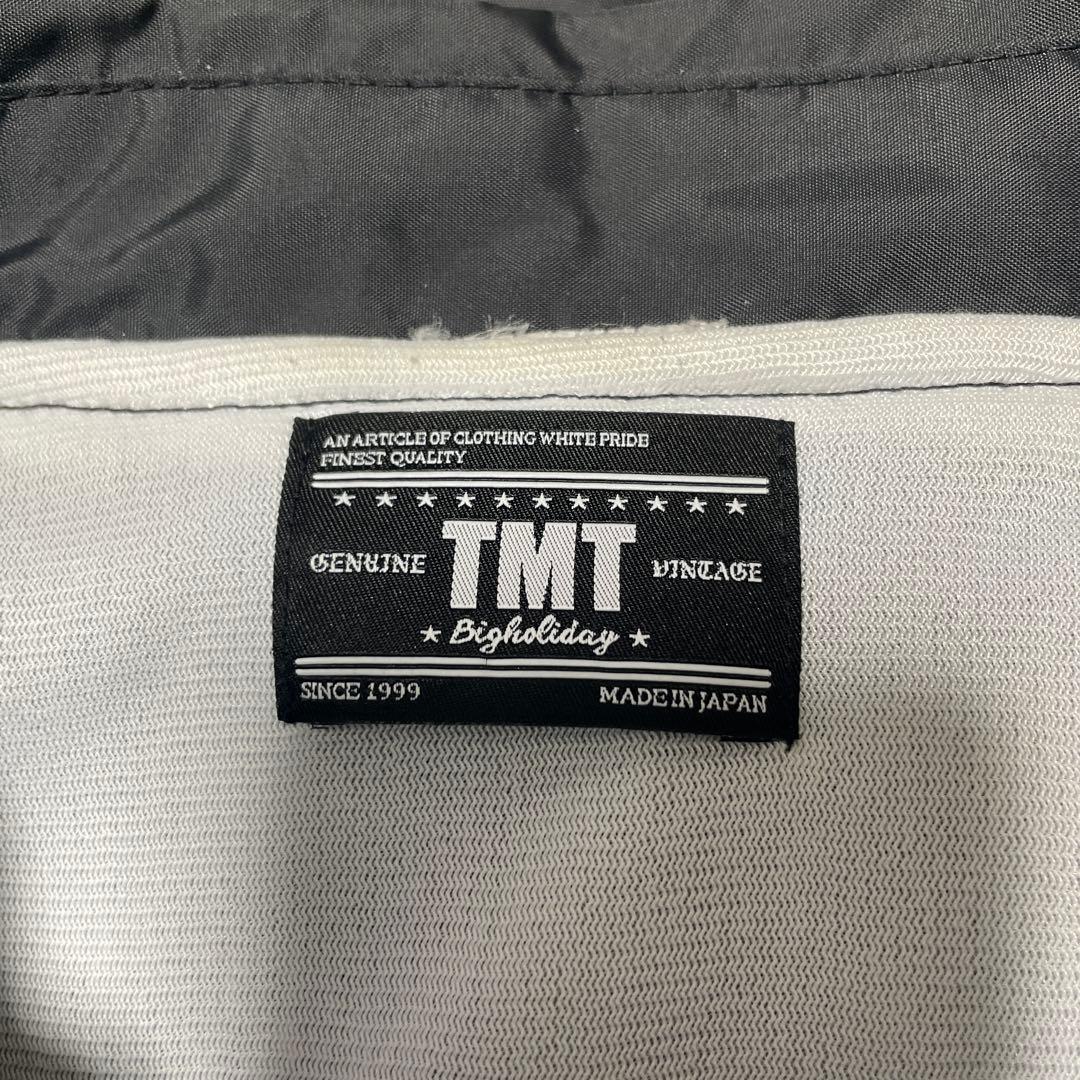 AN ARTICLE OF CLOTHING WHITE PRIDE
FINEST QUALITY
GENUINE TMT VINTAGE
Bigholiday
SINCE 1999 MADE IN JAPAN